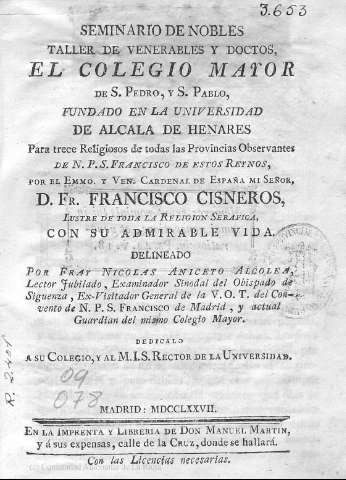 3.653
SEMINARIO DE NOBLES
TALLER DE VENERABLES Y DOCTOS,
EL COLEGIO MAYOR
DE S. PEDRO, Y S. PABLO,
FUNDADO EN LA UNIVERSIDAD
DE ALCALA DE HENARES
Para trece Religiosos de todas las Provincias Observantes
DE N. P. S. FRANCISCO DE ESTOS REYNOS,
POR EL EMMO. Y VEN. CARDENAL DE ESPAÑA MI SEÑOR,
D. FR. FRANCISCO CISNEROS,
LUSTRE DE TODA LA RELIGION SERAFICA,
CON SU ADMIRABLE VIDA.
DELINEADO
POR FRAY NICOLAS ANICETO ALCOLEA,
Lector Jubilado, Examinador Sinodal del Obispado de
Siguenza, Ex-Visitador General de la V. O. T. del Con-
vento de N. P. S. FRANCISCO de Madrid, y actual
Guardian del mismo Colegio Mayor.
DEDICALO
A SU COLEGIO, Y AL M. I. S. RECTOR DE LA UNIVERSIDAD.
09
078
R. 2.401
MADRID: MDCCLXXVII.
EN LA IMPRENTA Y LIBRERIA DE DON MANUEL MARTIN,
y á sus expensas, calle de la CRUZ, donde se hallará.
Con las Licencias necesarias.